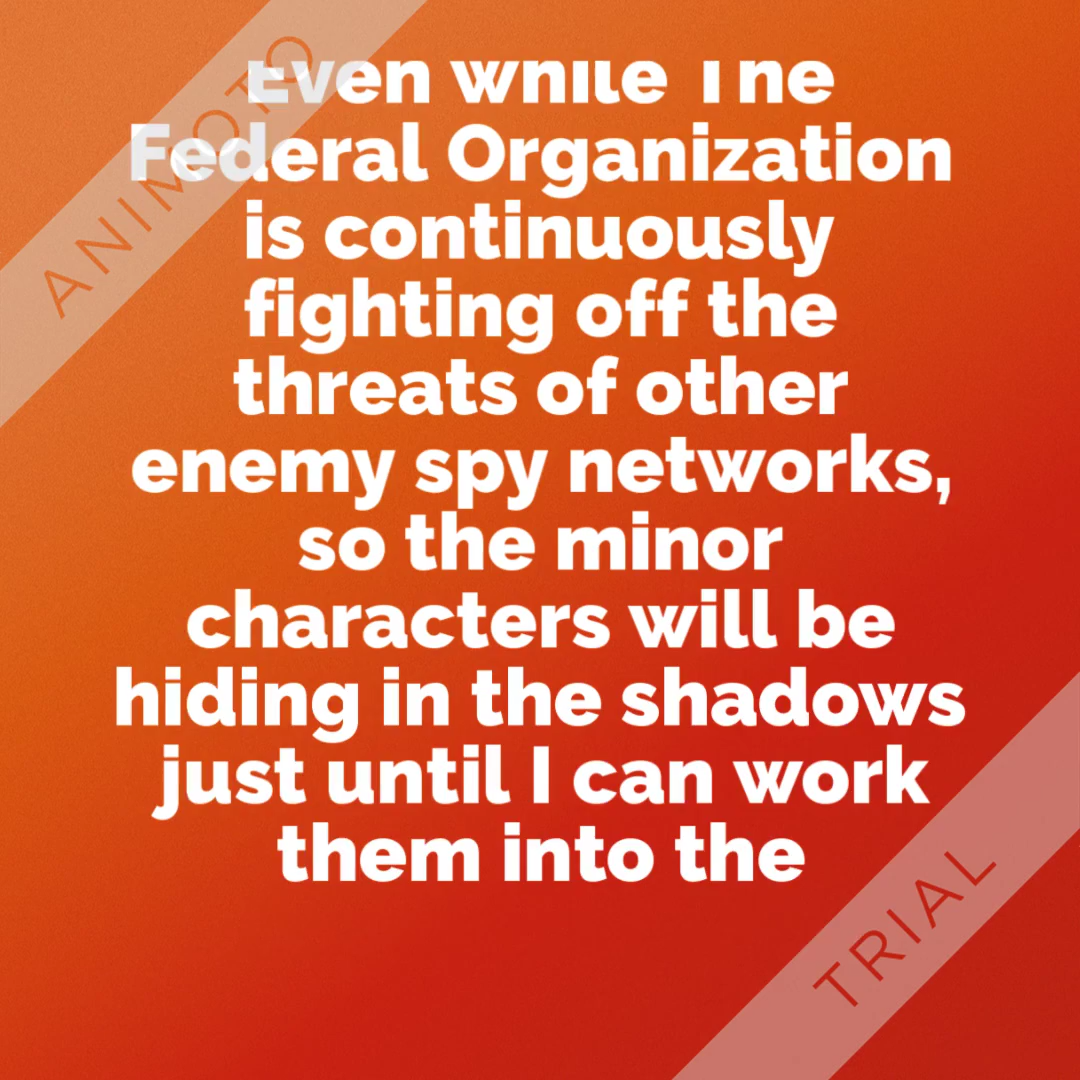 ANIMOTO
Even while The
Federal Organization
is continuously
fighting off the
threats of other
enemy spy networks,
so the minor
characters will be
hiding in the shadows
just until I can work
them into the
TRIAL